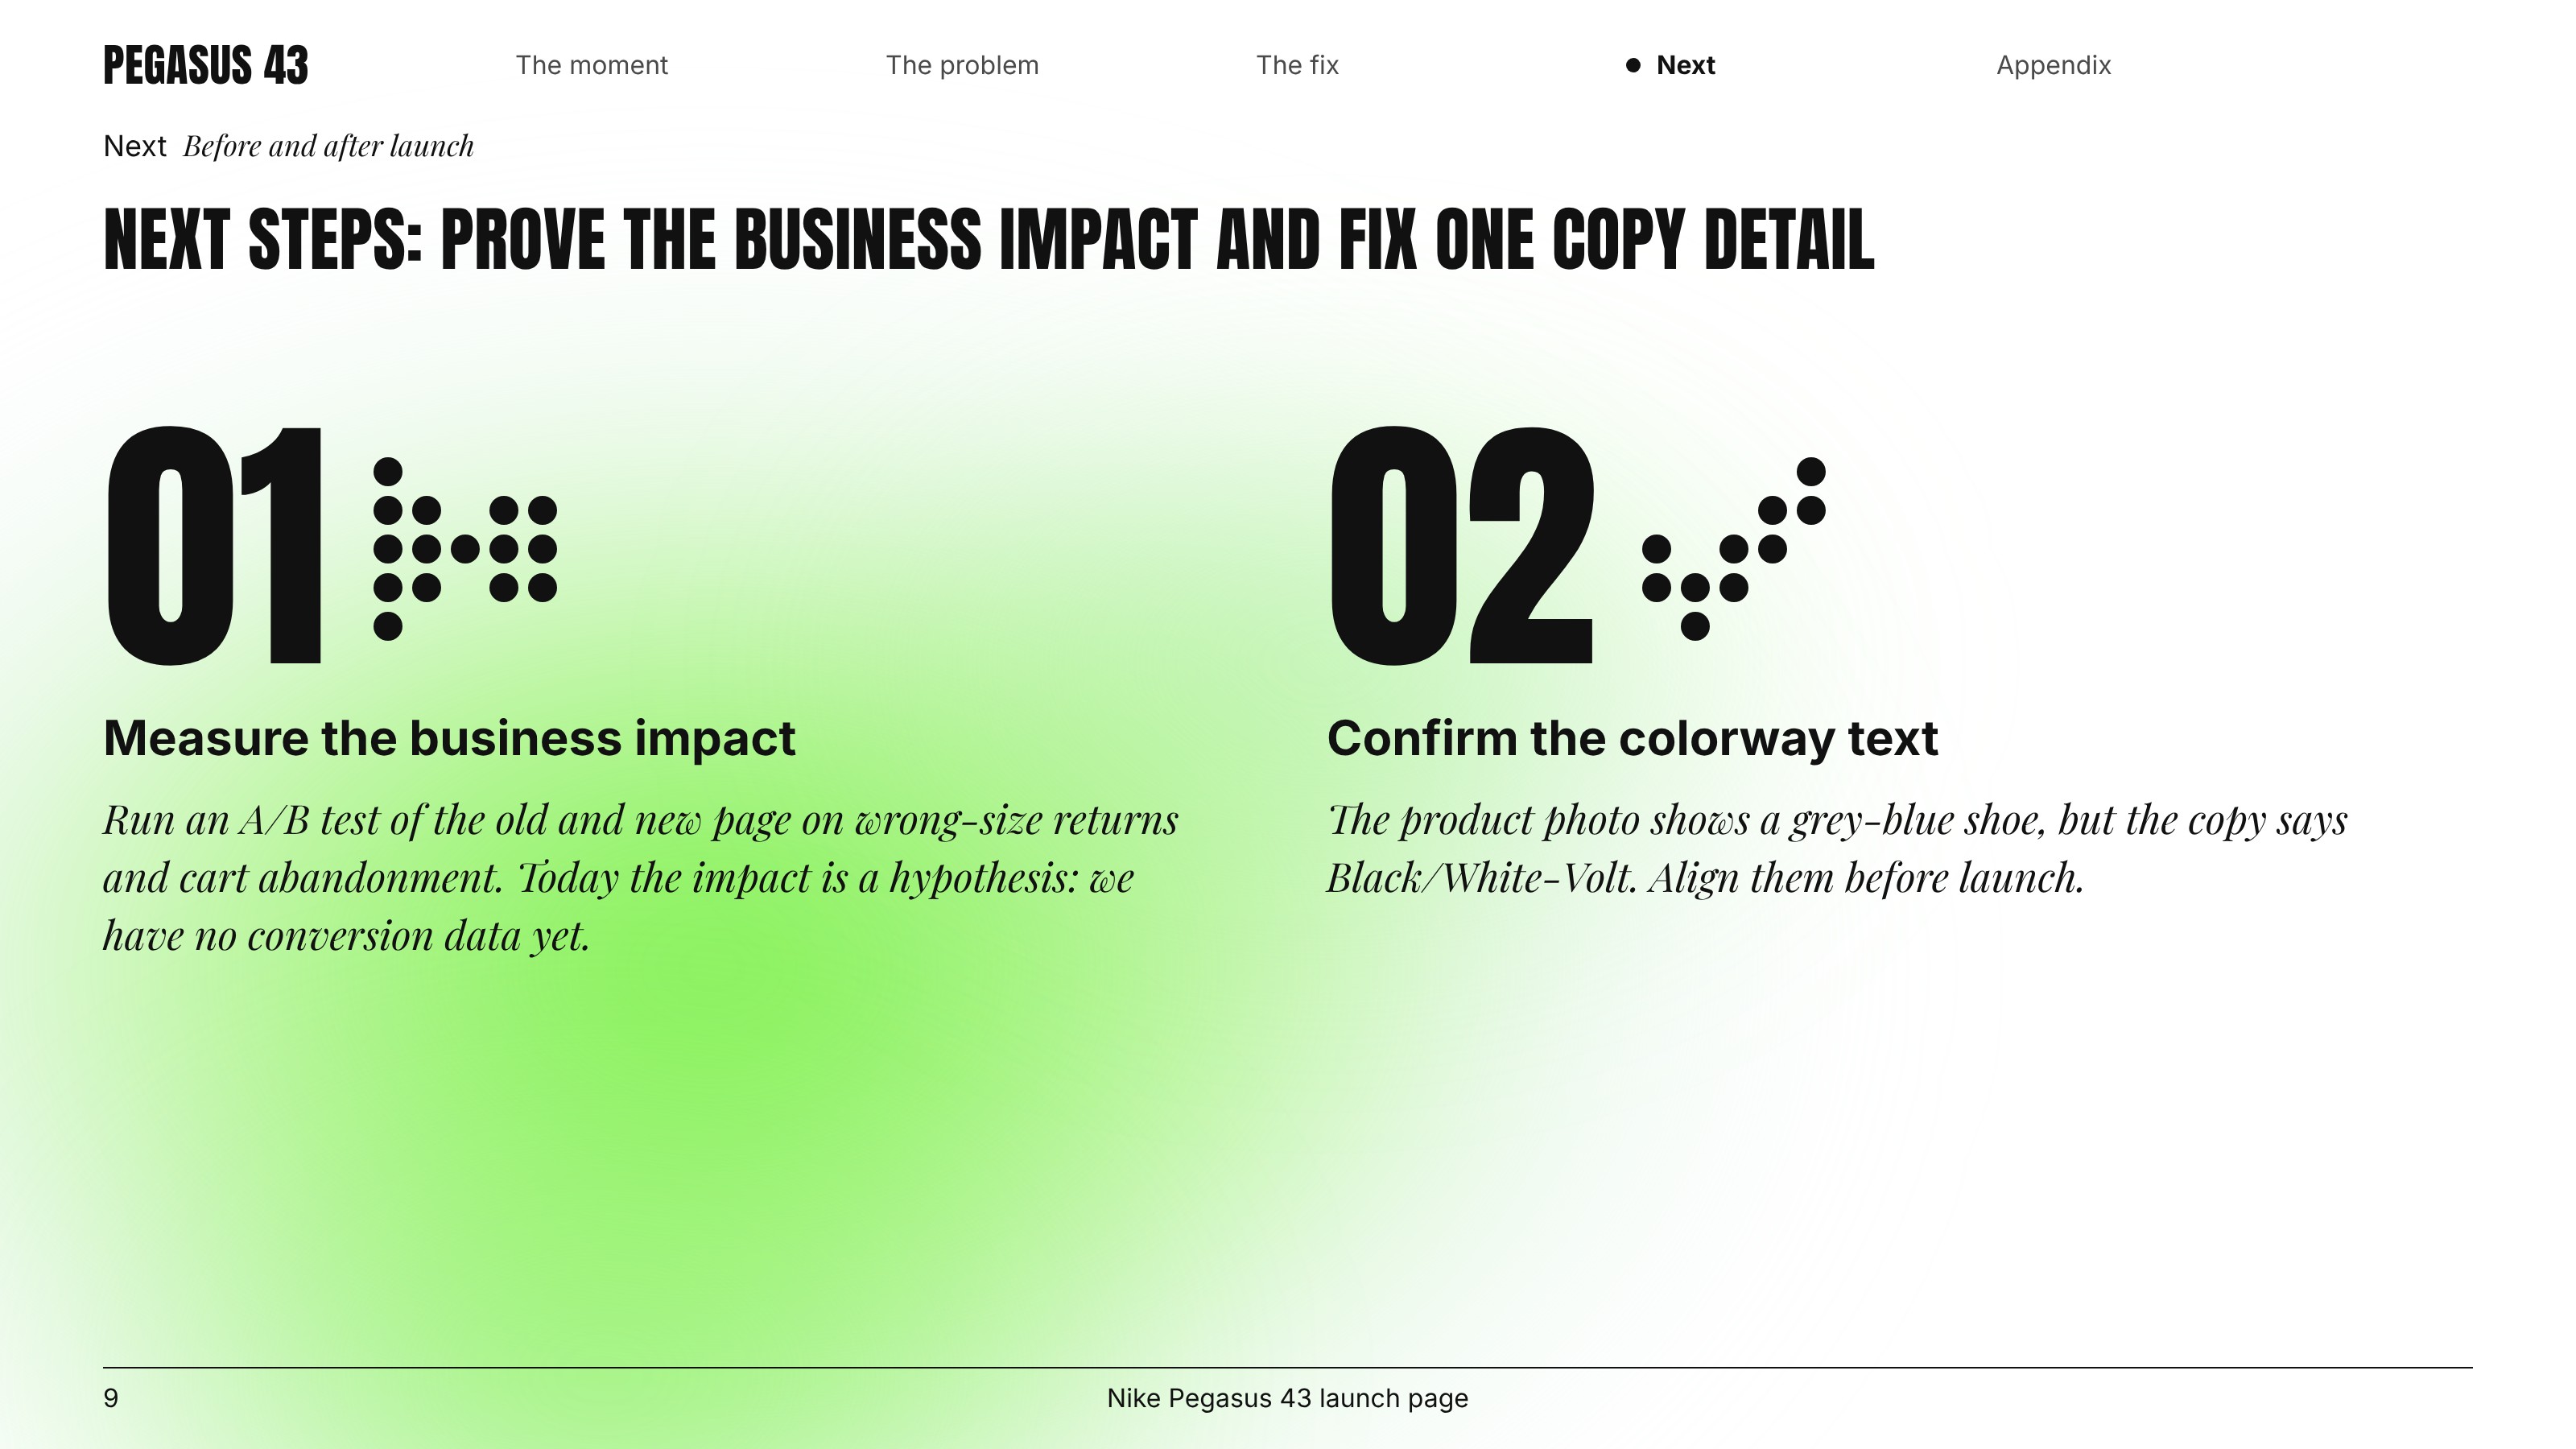 PEGASUS 43
The moment
The problem
The fix
Next
Appendix
Next Before and after launch
NEXT STEPS: PROVE THE BUSINESS IMPACT AND FIX ONE COPY DETAIL
01
Measure the business impact
Run an A/B test of the old and new page on wrong-size returns
and cart abandonment. Today the impact is a hypothesis: we
have no conversion data yet.
02
Confirm the colorway text
The product photo shows a grey-blue shoe, but the copy says
Black/White-Volt. Align them before launch.
9
Nike Pegasus 43 launch page